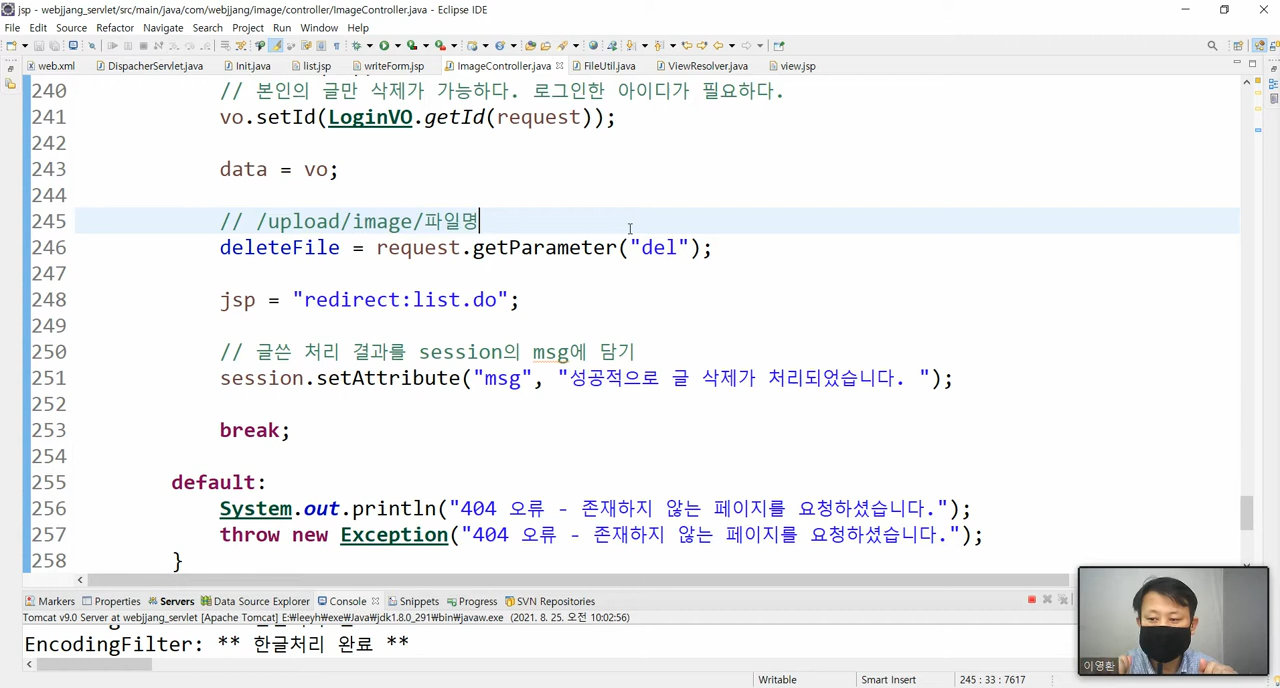 jsp - webjjang_servlet/src/main/java/com/webjjang/image/controller/ImageController.java - Eclipse IDE
File Edit Source Refactor Navigate Search Project Run Window Help
web.xml DispacherServlet.java Init.java list.jsp writeForm.jsp ImageController.java FileUtil.java ViewResolver.java view.jsp
240 // 본인의 글만 삭제가 가능하다. 로그인한 아이디가 필요하다.
241 vo.setId(LoginVO.getId(request));
242
243 data = vo;
244
245 // /upload/image/파일명
246 deleteFile = request.getParameter("del");
247
248 jsp = "redirect:list.do";
249
250 // 글쓴 처리 결과를 session의 msg에 담기
251 session.setAttribute("msg", "성공적으로 글 삭제가 처리되었습니다. ");
252
253 break;
254
255 default:
256 System.out.println("404 오류 - 존재하지 않는 페이지를 요청하셨습니다.");
257 throw new Exception("404 오류 - 존재하지 않는 페이지를 요청하셨습니다.");
258 }
Markers Properties Servers Data Source Explorer Console Snippets Progress SVN Repositories
Tomcat v9.0 Server at webjjang_servlet [Apache Tomcat] E:₩leeyh₩exe₩Java₩jdk1.8.0_291₩bin₩javaw.exe (2021. 8. 25. 오전 10:02:56)
EncodingFilter: ** 한글처리 완료 **
이영환
Writable Smart Insert 245 : 33 : 7617